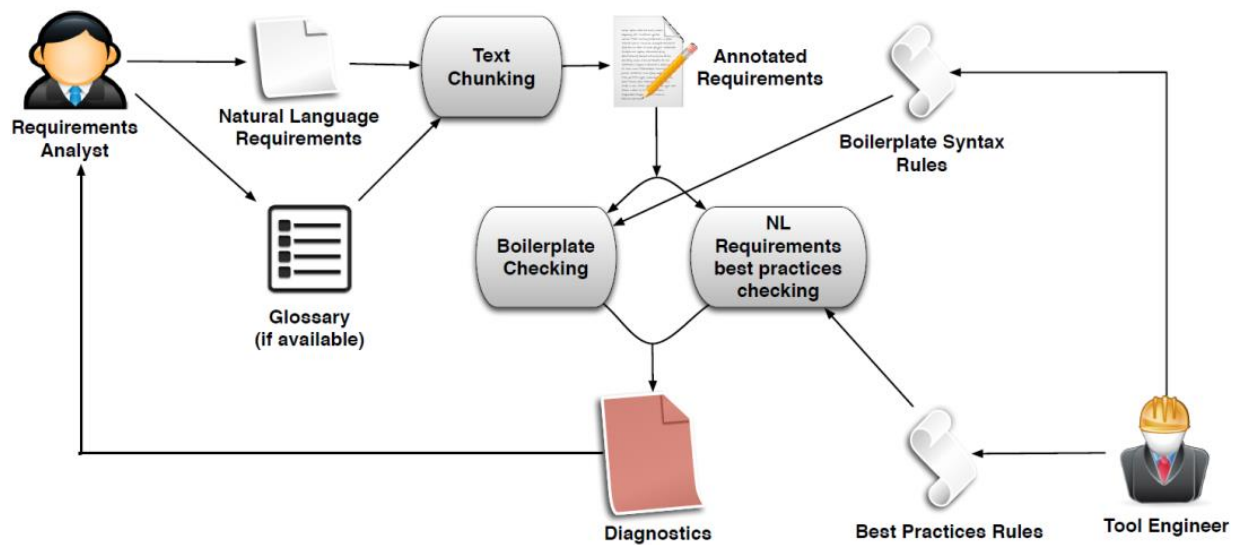 Text
Chunking
Annotated
Requirements
Requirements
Analyst
Natural Language
Requirements
Boilerplate Syntax
Rules
Boilerplate
Checking
NL
Requirements
best practices
checking
Glossary
(if available)
Diagnostics
Best Practices Rules
Tool Engineer